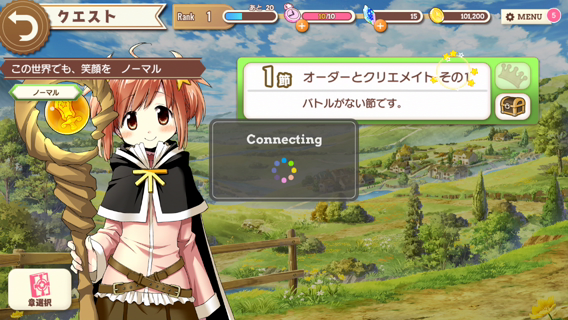 クエスト
Rank 1
あと 20
10/10
15
101,200
MENU 5
この世界でも、笑顔を ノーマル
ノーマル
1節 オーダーとクリエメイト その1
バトルがない節です。
Connecting
章選択